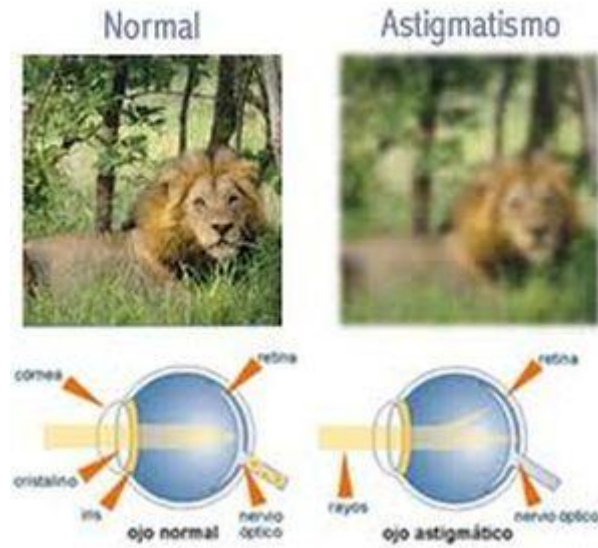 Normal
Astigmatismo
cornea
retina
cristalino
iris
nervio
óptico
ojo normal
retina
rayos
nervio óptico
ojo astigmático